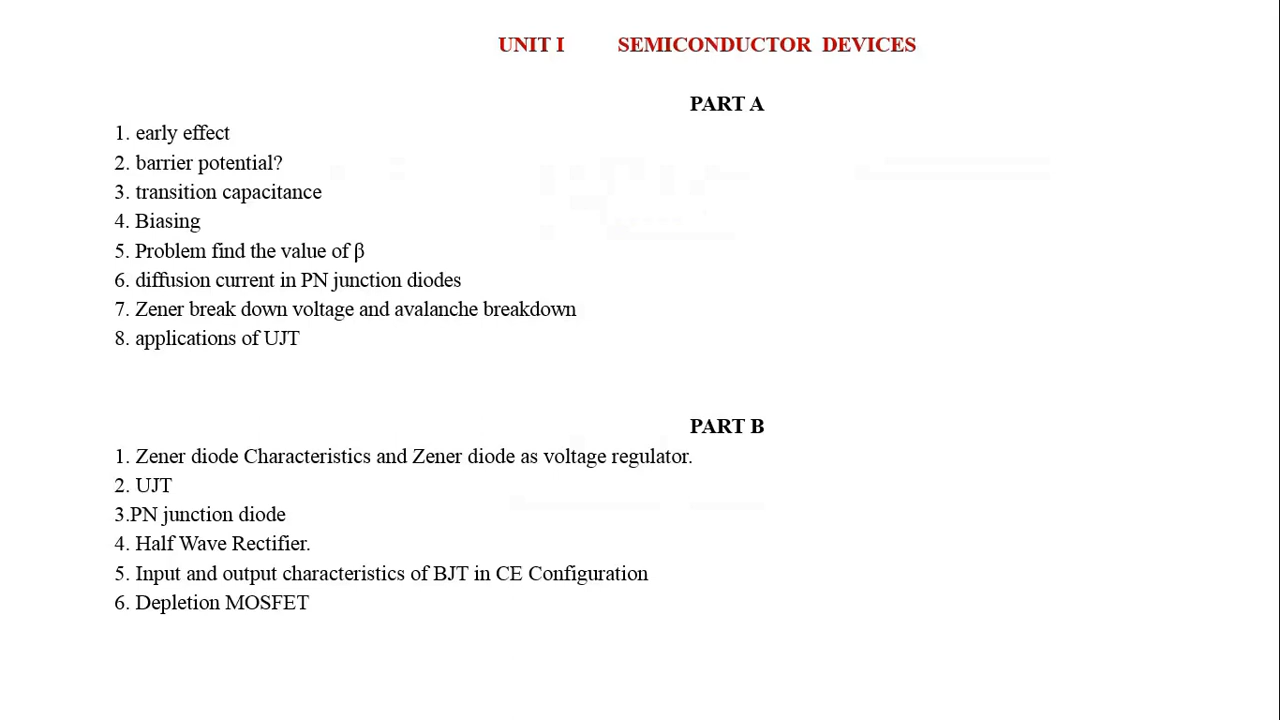 UNIT I SEMICONDUCTOR DEVICES
PART A
1. early effect
2. barrier potential?
3. transition capacitance
4. Biasing
5. Problem find the value of β
6. diffusion current in PN junction diodes
7. Zener break down voltage and avalanche breakdown
8. applications of UJT
PART B
1. Zener diode Characteristics and Zener diode as voltage regulator.
2. UJT
3.PN junction diode
4. Half Wave Rectifier.
5. Input and output characteristics of BJT in CE Configuration
6. Depletion MOSFET